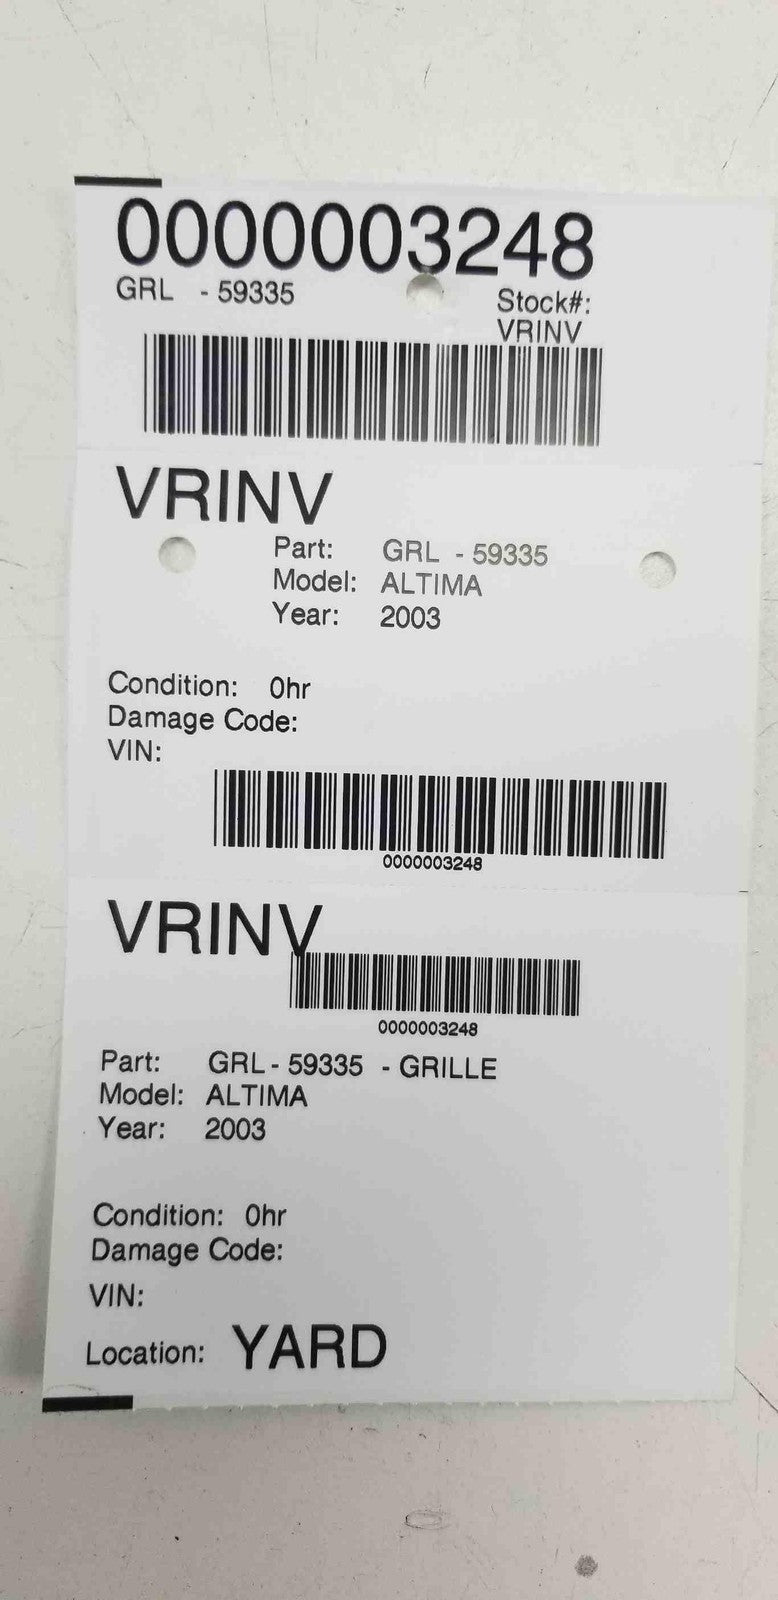 0000003248
GRL - 59335
Stock#:
VRINV
VRINV
Part: GRL - 59335
Model: ALTIMA
Year: 2003
Condition: 0hr
Damage Code:
VIN:
0000003248
VRINV
0000003248
Part: GRL - 59335 - GRILLE
Model: ALTIMA
Year: 2003
Condition: 0hr
Damage Code:
VIN:
Location: YARD